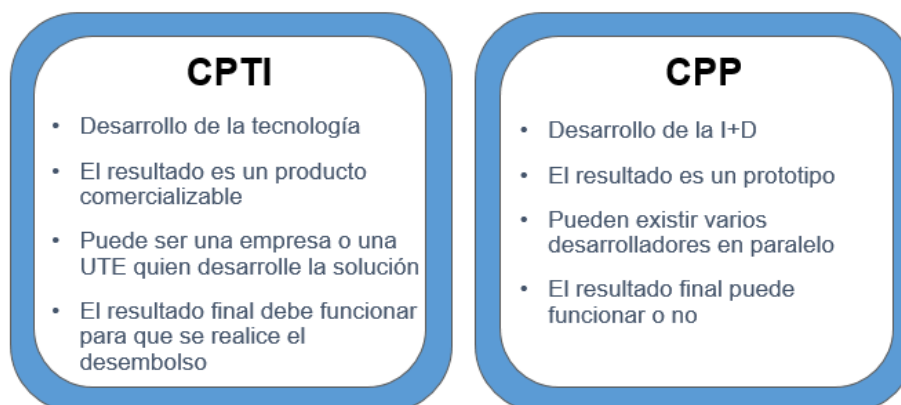 CPTI
• Desarrollo de la tecnología
• El resultado es un producto
comercializable
• Puede ser una empresa o una
UTE quien desarrolle la solución
• El resultado final debe funcionar
para que se realice el
desembolso
CPP
• Desarrollo de la I+D
• El resultado es un prototipo
• Pueden existir varios
desarrolladores en paralelo
• El resultado final puede
funcionar o no